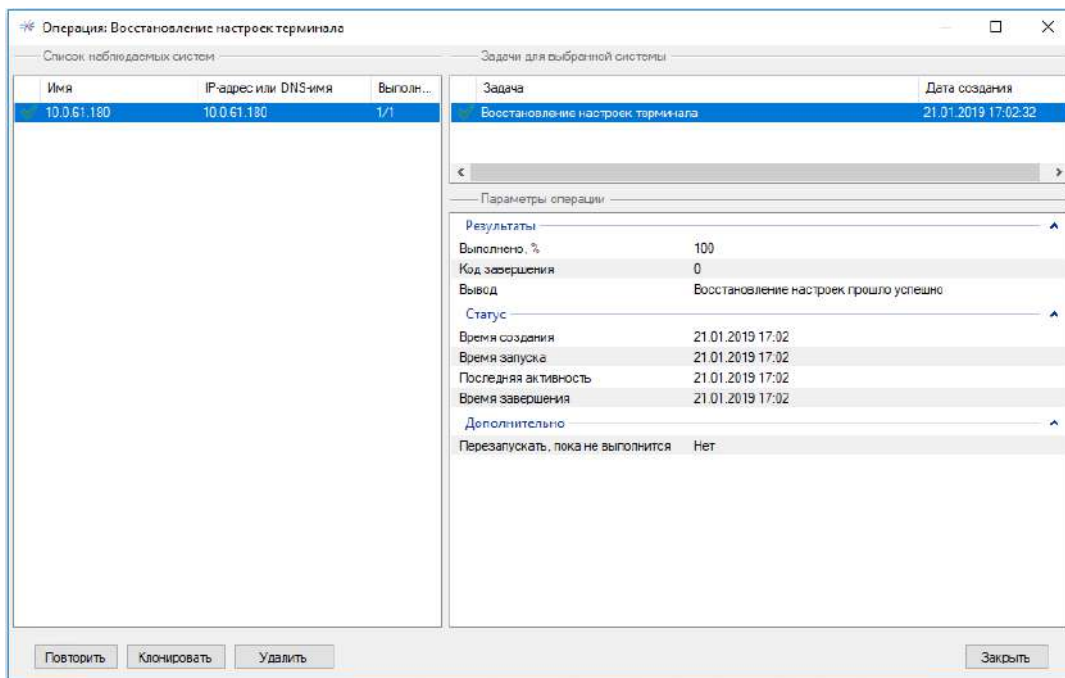 Операция: Восстановление настроек терминала
Список наблюдаемых систем
Имя IP-адрес или DNS-имя Выполн...
10.0.61.180 10.0.61.180 1/1
Задачи для выбранной системы
Задача Дата создания
Восстановление настроек терминала 21.01.2019 17:02:32
Параметры операции
Результаты
Выполнено, % 100
Код завершения 0
Вывод Восстановление настроек прошло успешно
Статус
Время создания 21.01.2019 17:02
Время запуска 21.01.2019 17:02
Последняя активность 21.01.2019 17:02
Время завершения 21.01.2019 17:02
Дополнительно
Перезапускать, пока не выполнится Нет
Повторить Клонировать Удалить Закрыть